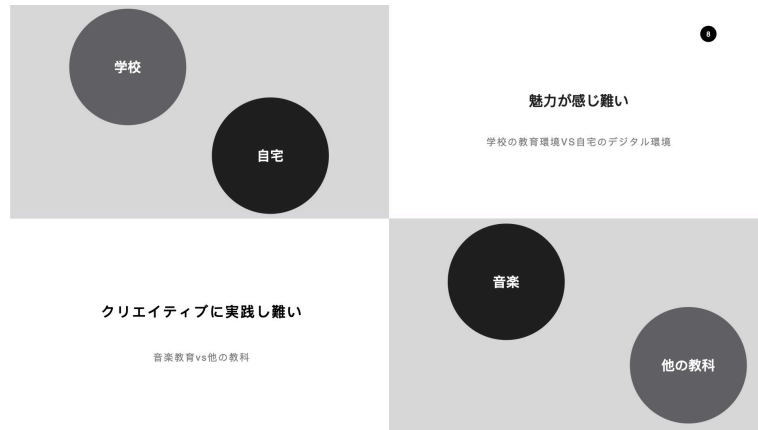 学校
自宅
8
魅力が感じ難い
学校の教育環境VS自宅のデジタル環境
クリエイティブに実践し難い
音楽教育vs他の教科
音楽
他の教科